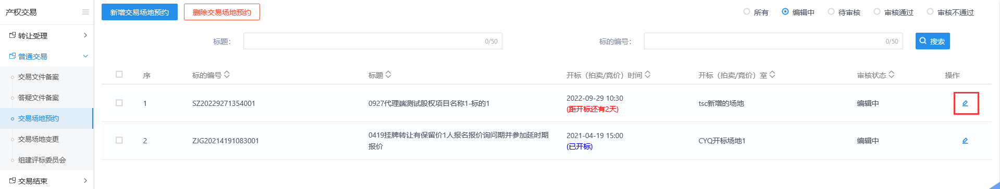 产权交易
新增交易场地预约 删除交易场地预约 所有 编辑中 待审核 审核通过 审核不通过
转让受理
普通交易
交易文件备案
答疑文件备案
交易场地预约
交易场地变更
组建评标委员会
交易结束
标题： 0/50 标的编号： 0/50 搜索
序 标的编号 标题 开标（拍卖/竞价）时间 开标（拍卖/竞价）室 审核状态 操作
1 SZ20229271354001 0927代理端测试股权项目名称1-标的1 2022-09-29 10:30 tsc新增的场地 编辑中
(距开标还有2天)
2 ZJG20214191083001 0419挂牌转让有保留价1人报名报价询问期并参加延时期 2021-04-19 15:00 CYQ开标场地1 编辑中
报价 (已开标)